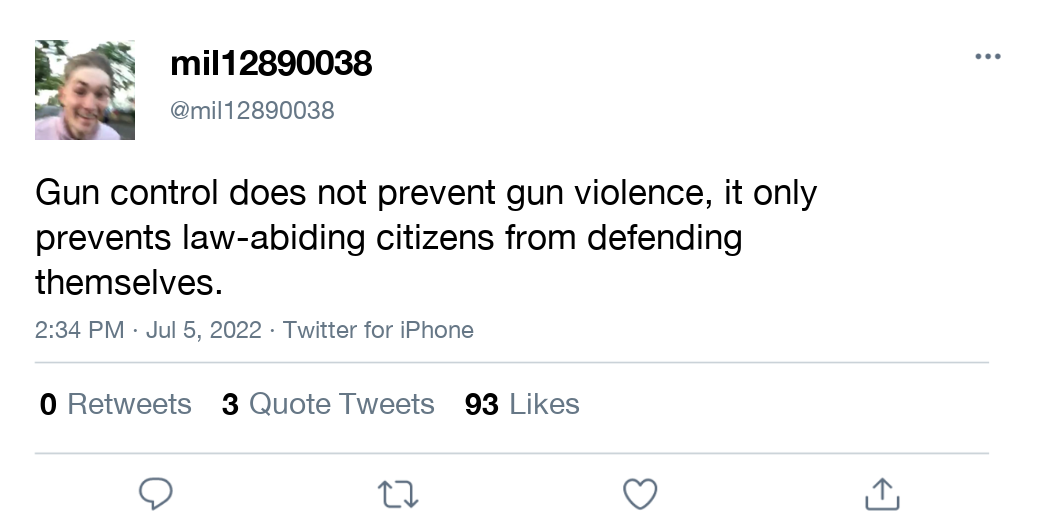 mil12890038
@mil12890038
Gun control does not prevent gun violence, it only
prevents law-abiding citizens from defending
themselves.
2:34 PM · Jul 5, 2022 · Twitter for iPhone
0 Retweets 3 Quote Tweets 93 Likes